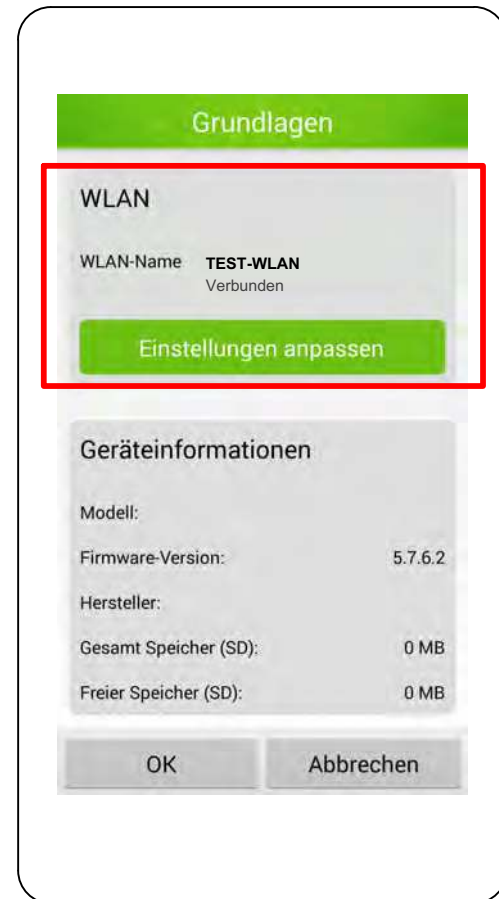 Grundlagen
WLAN
WLAN-Name TEST-WLAN
Verbunden
Einstellungen anpassen
Geräteinformationen
Modell:
Firmware-Version: 5.7.6.2
Hersteller:
Gesamt Speicher (SD): 0 MB
Freier Speicher (SD): 0 MB
OK Abbrechen